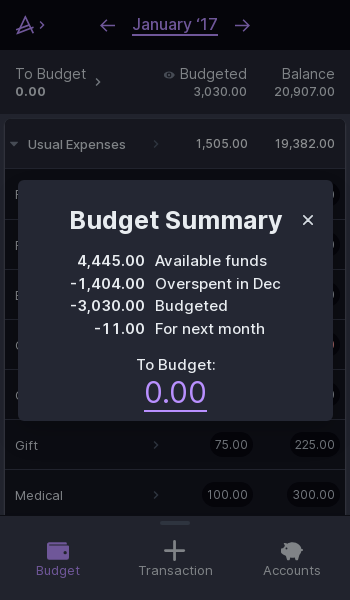 January ‘17
To Budget
0.00
Budgeted
3,030.00
Balance
20,907.00
Usual Expenses 1,505.00 19,382.00
Budget Summary
4,445.00 Available funds
-1,404.00 Overspent in Dec
-3,030.00 Budgeted
-11.00 For next month
To Budget:
0.00
Gift 75.00 225.00
Medical 100.00 300.00
Budget Transaction Accounts